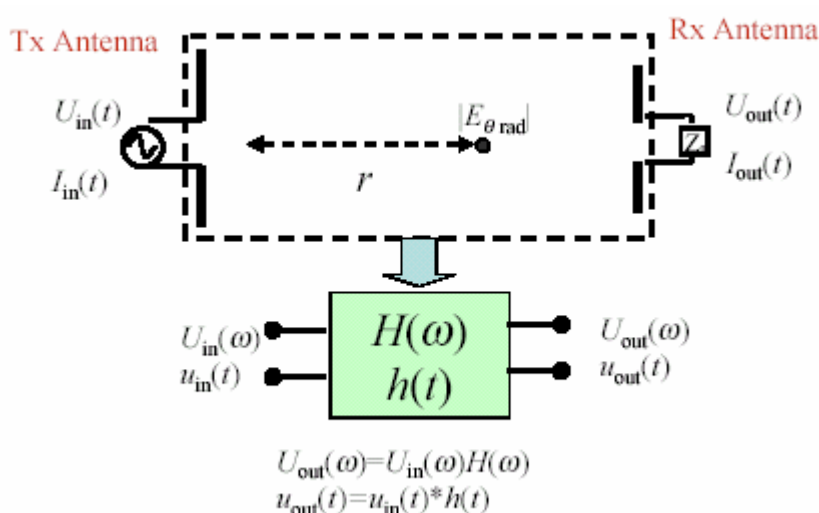 Tx Antenna
Rx Antenna
U_in(t)
|E_θ rad|
U_out(t)
Z
I_in(t)
r
I_out(t)
U_in(ω)
H(ω)
U_out(ω)
u_in(t)
h(t)
u_out(t)
U_out(ω)=U_in(ω)H(ω)
u_out(t)=u_in(t)*h(t)